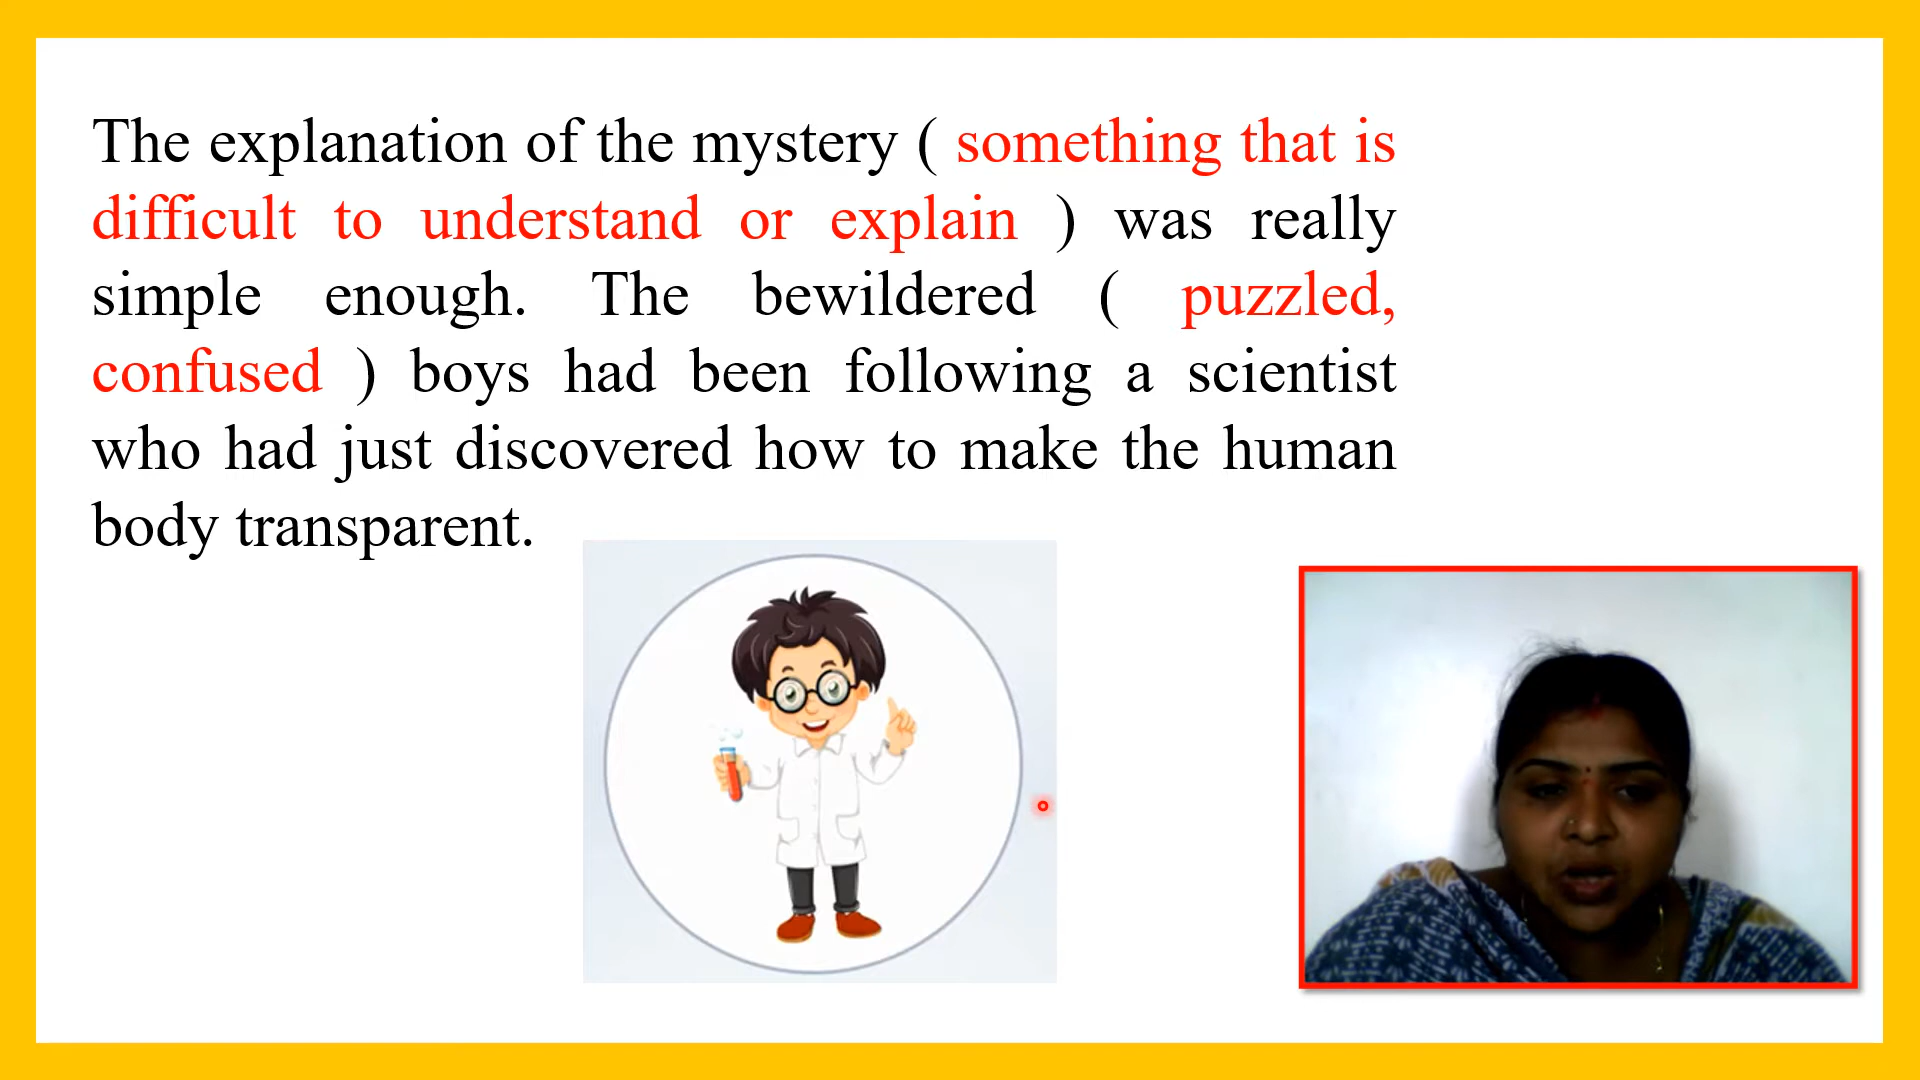 The explanation of the mystery ( something that is
difficult to understand or explain ) was really
simple enough. The bewildered ( puzzled,
confused ) boys had been following a scientist
who had just discovered how to make the human
body transparent.